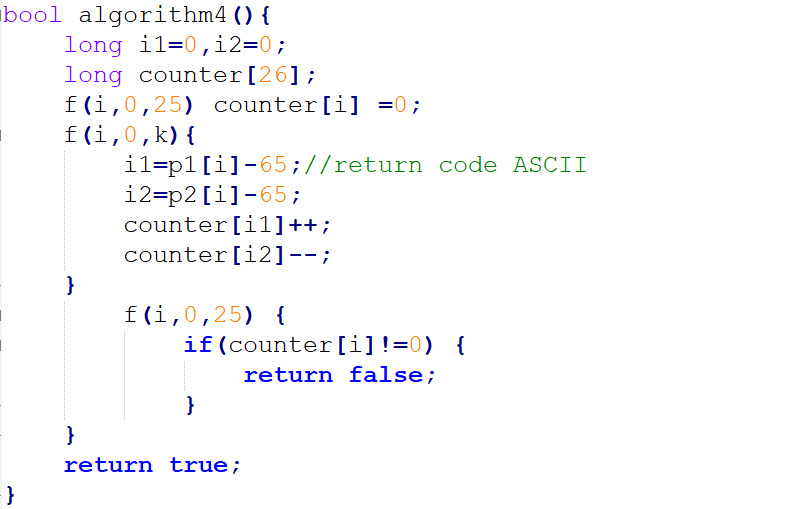 bool algorithm4(){
long i1=0,i2=0;
long counter[26];
f(i,0,25) counter[i] =0;
f(i,0,k){
i1=p1[i]-65;//return code ASCII
i2=p2[i]-65;
counter[i1]++;
counter[i2]--;
}
f(i,0,25) {
if(counter[i]!=0) {
return false;
}
}
return true;
}